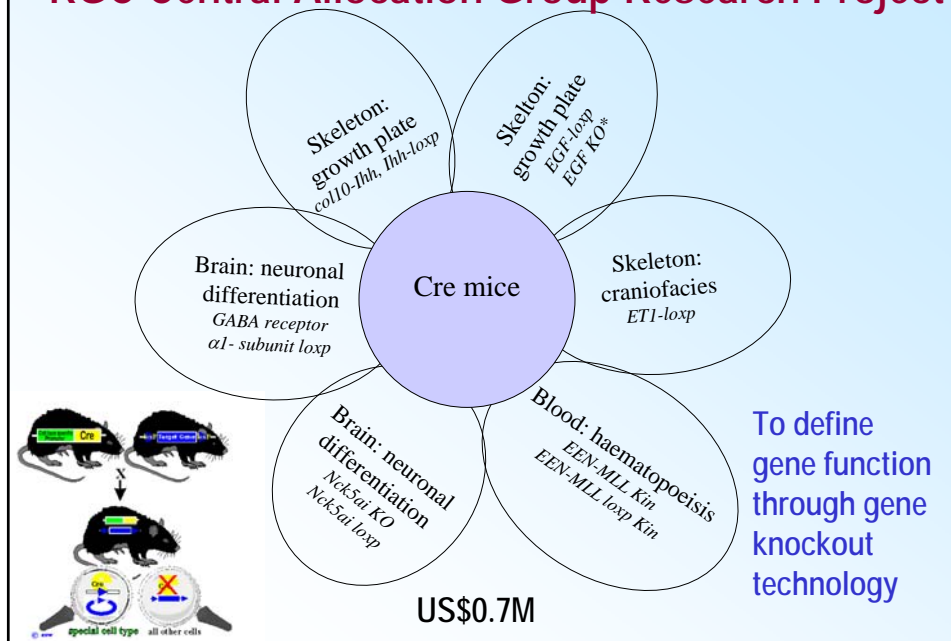 RGC Central Allocation Group Research Project
Skeleton:
growth plate
col10-Ihh, Ihh-loxp
Skelton:
growth plate
EGF-loxp
EGF KO*
Brain: neuronal
differentiation
GABA receptor
α1- subunit loxp
Cre mice
Skeleton:
craniofacies
ET1-loxp
Brain: neuronal
differentiation
Nck5ai KO
Nck5ai loxp
Blood: haematopoeisis
EEN-MLL Kin
EEN-MLL loxp Kin
Cre
Target Gene
X
Cre
special cell type
all other cells
US$0.7M
To define
gene function
through gene
knockout
technology